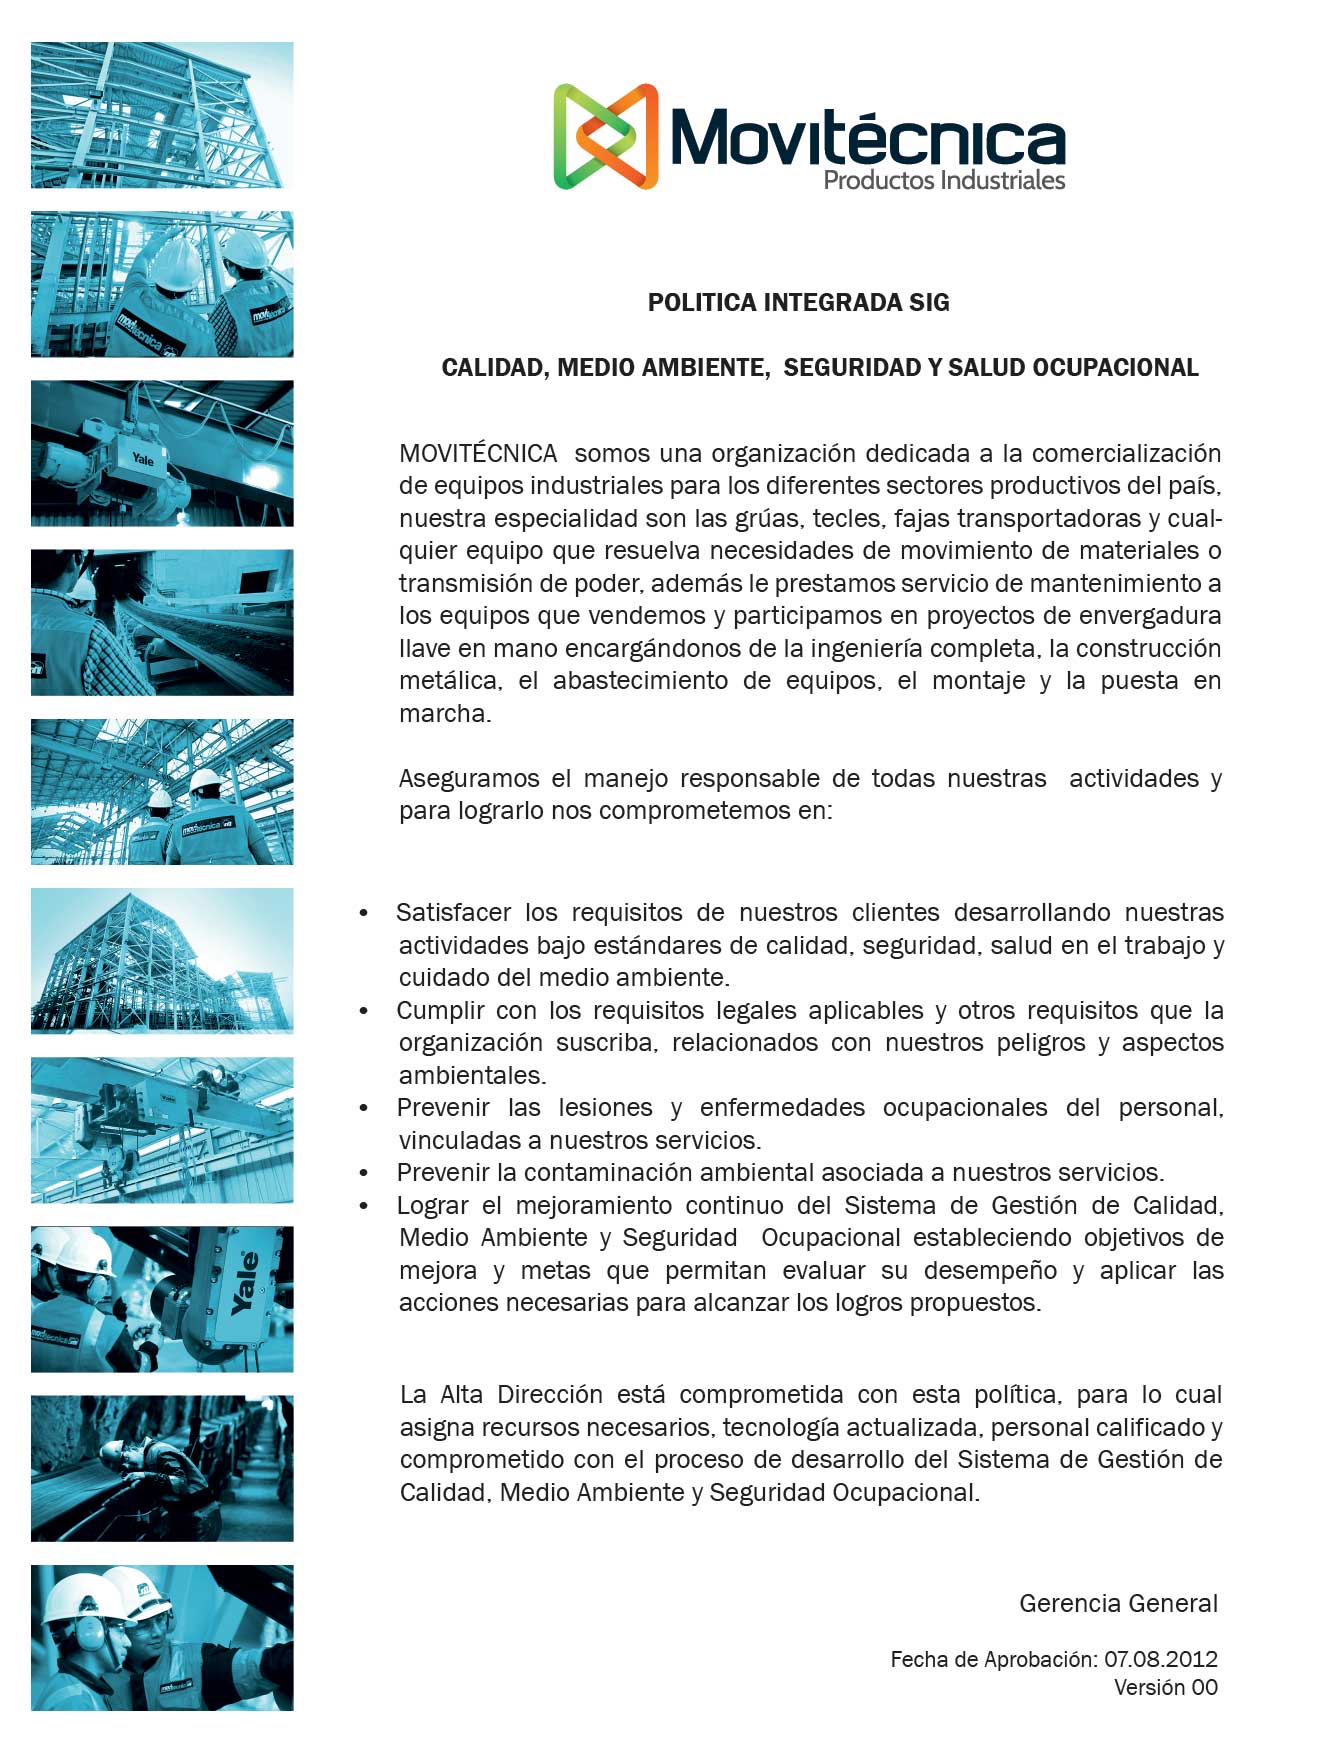 Movitécnica
Productos Industriales
POLITICA INTEGRADA SIG
CALIDAD, MEDIO AMBIENTE, SEGURIDAD Y SALUD OCUPACIONAL
MOVITÉCNICA somos una organización dedicada a la comercialización
de equipos industriales para los diferentes sectores productivos del país,
nuestra especialidad son las grúas, tecles, fajas transportadoras y cual-
quier equipo que resuelva necesidades de movimiento de materiales o
transmisión de poder, además le prestamos servicio de mantenimiento a
los equipos que vendemos y participamos en proyectos de envergadura
llave en mano encargándonos de la ingeniería completa, la construcción
metálica, el abastecimiento de equipos, el montaje y la puesta en
marcha.
Aseguramos el manejo responsable de todas nuestras actividades y
para lograrlo nos comprometemos en:
• Satisfacer los requisitos de nuestros clientes desarrollando nuestras
actividades bajo estándares de calidad, seguridad, salud en el trabajo y
cuidado del medio ambiente.
• Cumplir con los requisitos legales aplicables y otros requisitos que la
organización suscriba, relacionados con nuestros peligros y aspectos
ambientales.
• Prevenir las lesiones y enfermedades ocupacionales del personal,
vinculadas a nuestros servicios.
• Prevenir la contaminación ambiental asociada a nuestros servicios.
• Lograr el mejoramiento continuo del Sistema de Gestión de Calidad,
Medio Ambiente y Seguridad Ocupacional estableciendo objetivos de
mejora y metas que permitan evaluar su desempeño y aplicar las
acciones necesarias para alcanzar los logros propuestos.
La Alta Dirección está comprometida con esta política, para lo cual
asigna recursos necesarios, tecnología actualizada, personal calificado y
comprometido con el proceso de desarrollo del Sistema de Gestión de
Calidad, Medio Ambiente y Seguridad Ocupacional.
Gerencia General
Fecha de Aprobación: 07.08.2012
Versión 00
movitécnica
movitécnica
Yale
movitécnica
movitécnica
Yale
Yale
movitécnica